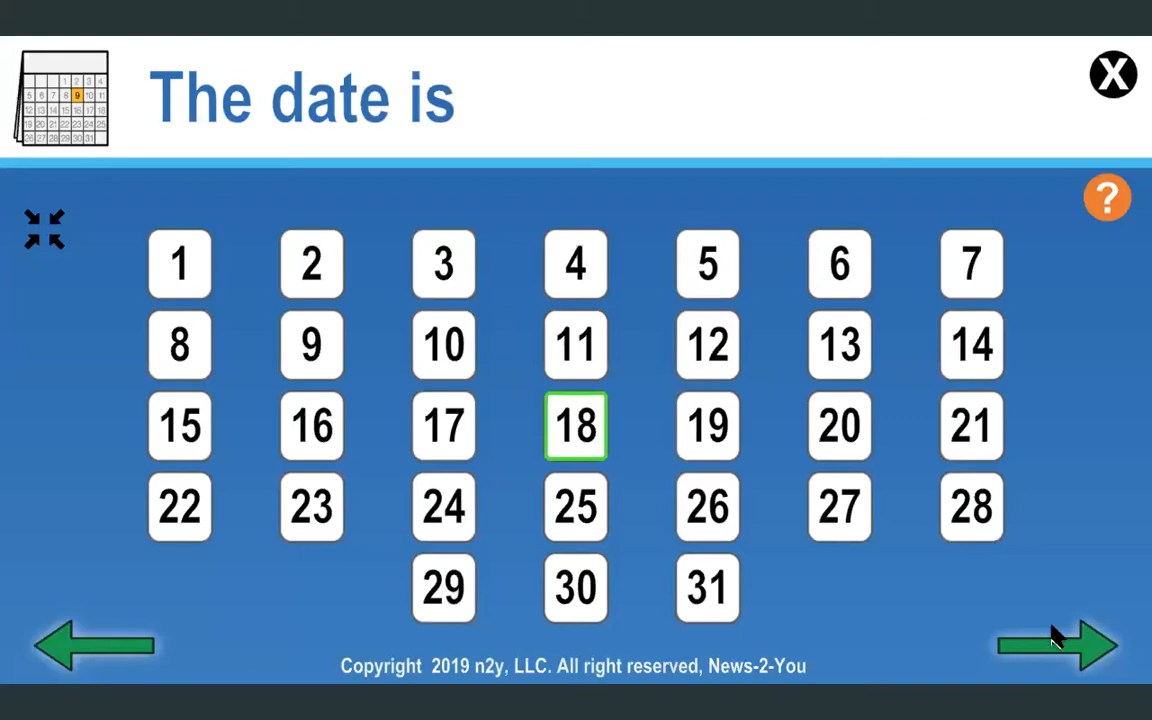 The date is
X
?
1 2 3 4 5 6 7
8 9 10 11 12 13 14
15 16 17 18 19 20 21
22 23 24 25 26 27 28
29 30 31
Copyright 2019 n2y, LLC. All right reserved, News-2-You